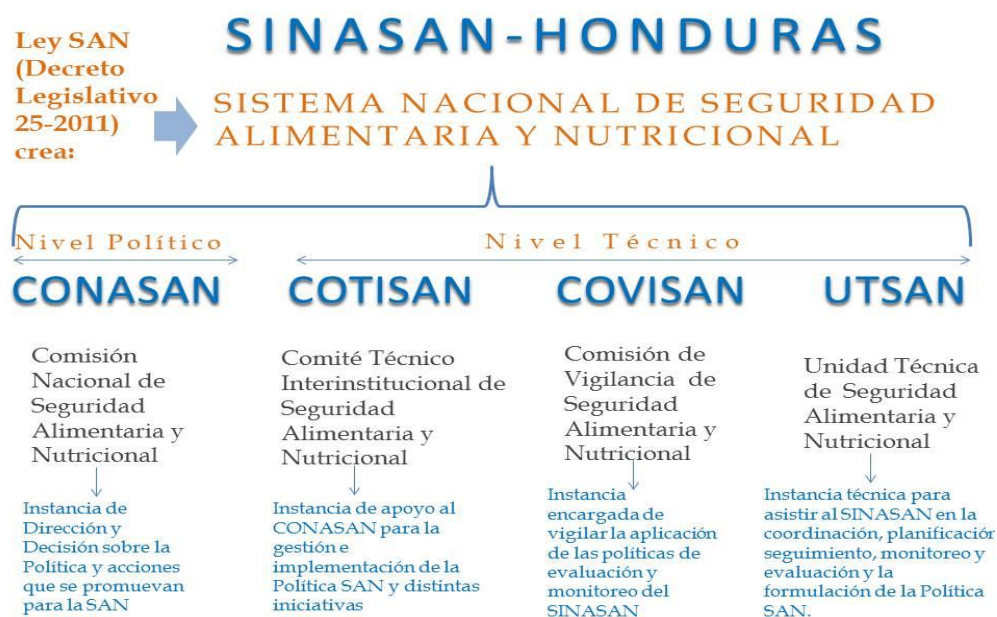 Ley SAN
(Decreto
Legislativo
25-2011)
crea:
SINASAN-HONDURAS
SISTEMA NACIONAL DE SEGURIDAD
ALIMENTARIA Y NUTRICIONAL
Nivel Político
Nivel Técnico
CONASAN
Comisión
Nacional de
Seguridad
Alimentaria y
Nutricional
Instancia de
Dirección y
Decisión sobre la
Política y acciones
que se promuevan
para la SAN
COTISAN
Comité Técnico
Interinstitucional de
Seguridad
Alimentaria y
Nutricional
Instancia de apoyo al
CONASAN para la
gestión e
implementación de la
Política SAN y distintas
iniciativas
COVISAN
Comisión de
Vigilancia de
Seguridad
Alimentaria y
Nutricional
Instancia
encargada de
vigilar la aplicación
de las políticas de
evaluación y
monitoreo del
SINASAN
UTSAN
Unidad Técnica
de Seguridad
Alimentaria y
Nutricional
Instancia técnica para
asistir al SINASAN en la
coordinación, planificación
seguimiento, monitoreo y
evaluación y la
formulación de la Política
SAN.